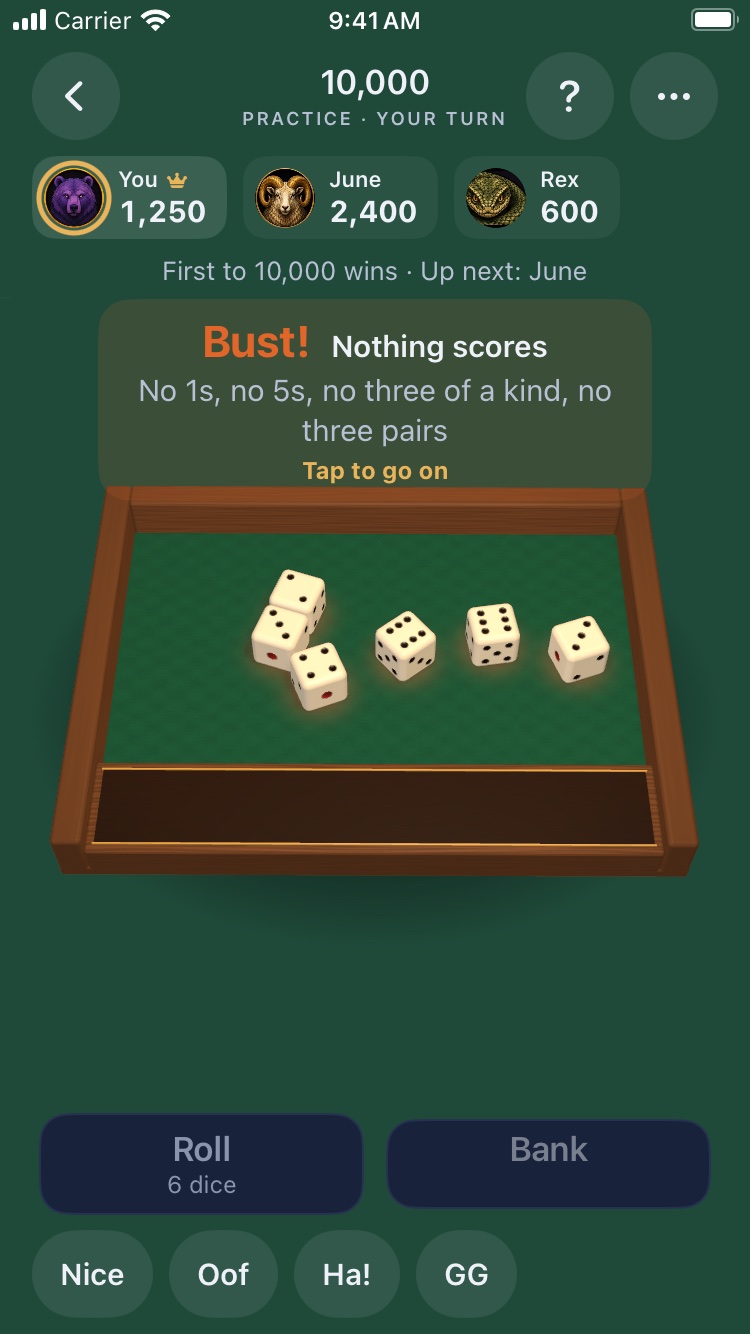 Carrier 9:41 AM
10,000
PRACTICE · YOUR TURN
?
You
1,250
June
2,400
Rex
600
First to 10,000 wins · Up next: June
Bust! Nothing scores
No 1s, no 5s, no three of a kind, no
three pairs
Tap to go on
Roll
6 dice
Bank
Nice
Oof
Ha!
GG